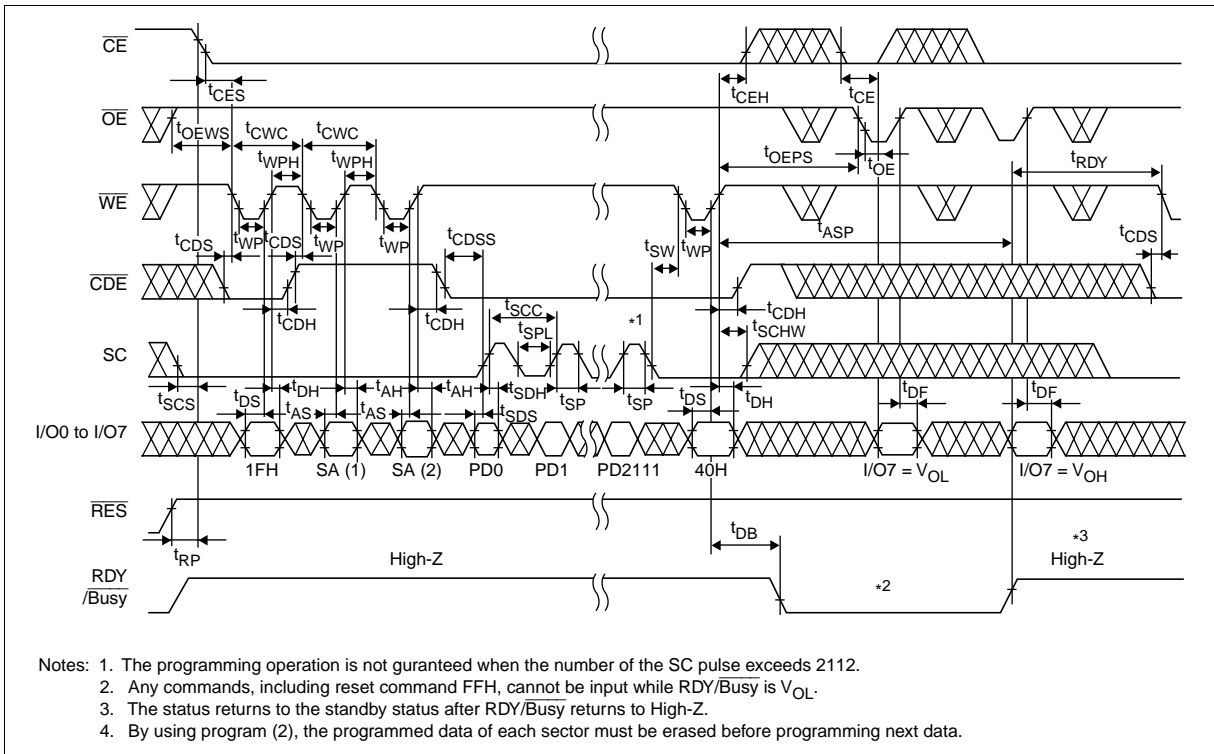 CE
tCES
tCEH
tCE
OE
tOEWS
tCWC
tCWC
tWPH
tWPH
tOEPS
tOE
tRDY
WE
tCDS
tWP
tCDS
tWP
tWP
tCDSS
tSW
tWP
tASP
tCDS
CDE
tCDH
tCDH
tSCC
tSPL
*1
tCDH
tSCHW
SC
tSCS
tDS
tDH
tAS
tAH
tAS
tAH
tSDH
tSDS
tSP
tSP
tDS
tDH
tDF
tDF
I/O0 to I/O7
1FH
SA (1)
SA (2)
PD0
PD1
PD2111
40H
I/O7 = VOL
I/O7 = VOH
RES
tRP
High-Z
tDB
*3
High-Z
RDY
/Busy
*2
Notes: 1. The programming operation is not guranteed when the number of the SC pulse exceeds 2112.
2. Any commands, including reset command FFH, cannot be input while RDY/Busy is VOL.
3. The status returns to the standby status after RDY/Busy returns to High-Z.
4. By using program (2), the programmed data of each sector must be erased before programming next data.